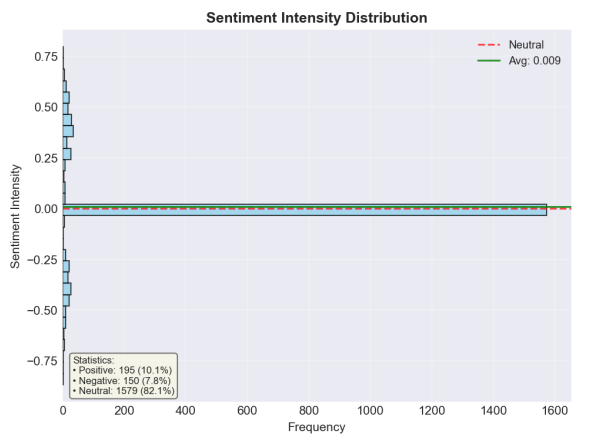 Sentiment Intensity Distribution
Neutral
Avg: 0.009
Sentiment Intensity
0.75
0.50
0.25
0.00
−0.25
−0.50
−0.75
Statistics:
• Positive: 195 (10.1%)
• Negative: 150 (7.8%)
• Neutral: 1579 (82.1%)
0 200 400 600 800 1000 1200 1400 1600
Frequency